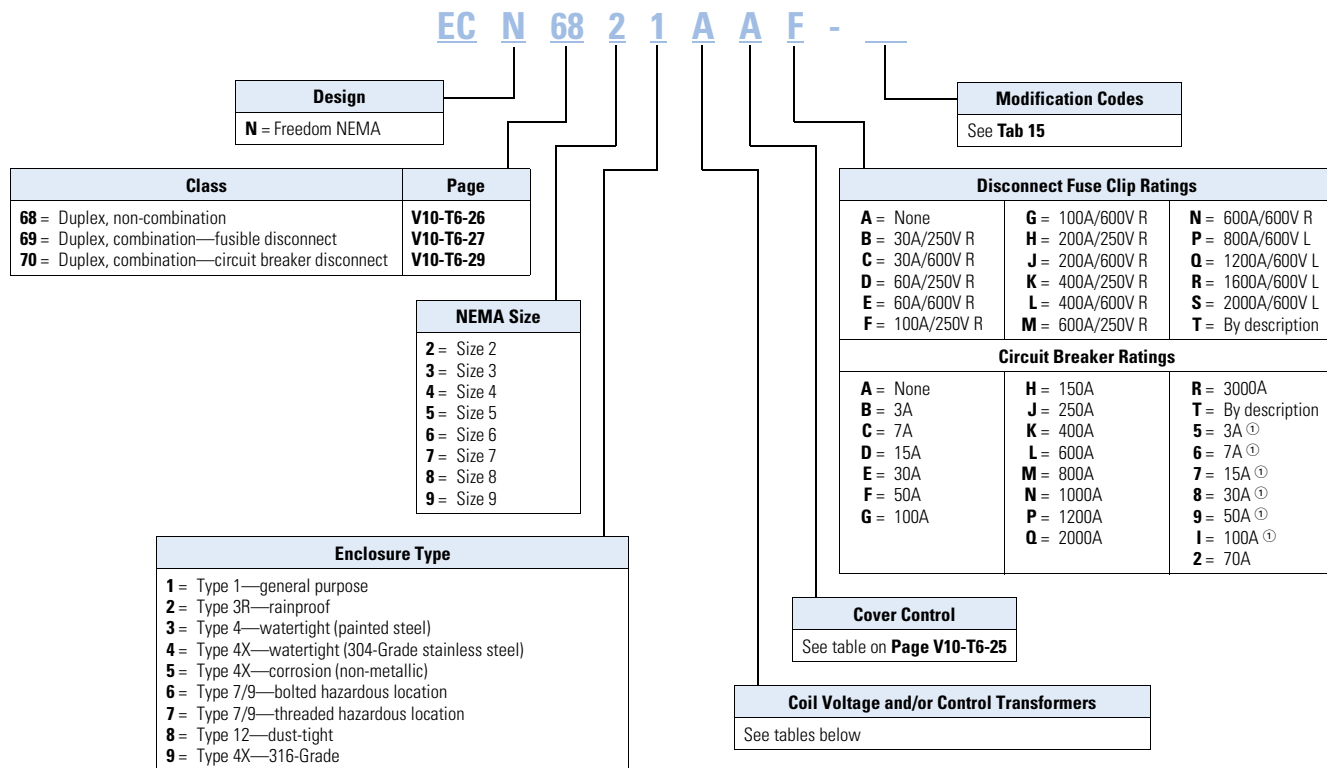 EC N 68 2 1 A A F - __
Design
N = Freedom NEMA
Modification Codes
See Tab 15
Class Page
68 = Duplex, non-combination V10-T6-26
69 = Duplex, combination—fusible disconnect V10-T6-27
70 = Duplex, combination—circuit breaker disconnect V10-T6-29
Disconnect Fuse Clip Ratings
A = None G = 100A/600V R N = 600A/600V R
B = 30A/250V R H = 200A/250V R P = 800A/600V L
C = 30A/600V R J = 200A/600V R Q = 1200A/600V L
D = 60A/250V R K = 400A/250V R R = 1600A/600V L
E = 60A/600V R L = 400A/600V R S = 2000A/600V L
F = 100A/250V R M = 600A/250V R T = By description
Circuit Breaker Ratings
A = None H = 150A R = 3000A
B = 3A J = 250A T = By description
C = 7A K = 400A 5 = 3A ①
D = 15A L = 600A 6 = 7A ①
E = 30A M = 800A 7 = 15A ①
F = 50A N = 1000A 8 = 30A ①
G = 100A P = 1200A 9 = 50A ①
Q = 2000A I = 100A ①
2 = 70A
NEMA Size
2 = Size 2
3 = Size 3
4 = Size 4
5 = Size 5
6 = Size 6
7 = Size 7
8 = Size 8
9 = Size 9
Enclosure Type
1 = Type 1—general purpose
2 = Type 3R—rainproof
3 = Type 4—watertight (painted steel)
4 = Type 4X—watertight (304-Grade stainless steel)
5 = Type 4X—corrosion (non-metallic)
6 = Type 7/9—bolted hazardous location
7 = Type 7/9—threaded hazardous location
8 = Type 12—dust-tight
9 = Type 4X—316-Grade
Cover Control
See table on Page V10-T6-25
Coil Voltage and/or Control Transformers
See tables below